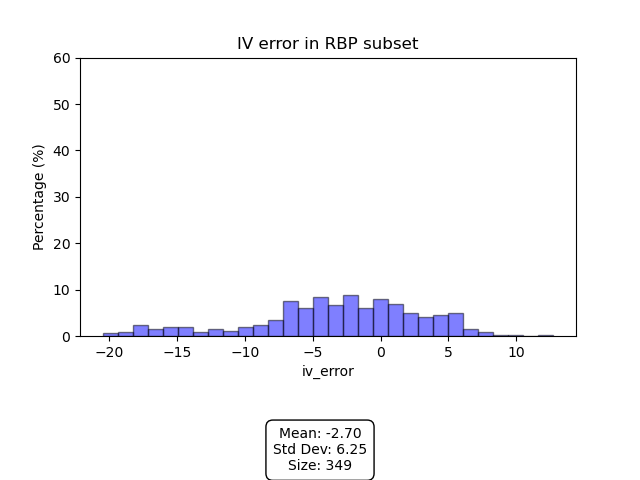 IV error in RBP subset
60
50
40
30
20
10
0
Percentage (%)
−20 −15 −10 −5 0 5 10
iv_error
Mean: -2.70
Std Dev: 6.25
Size: 349